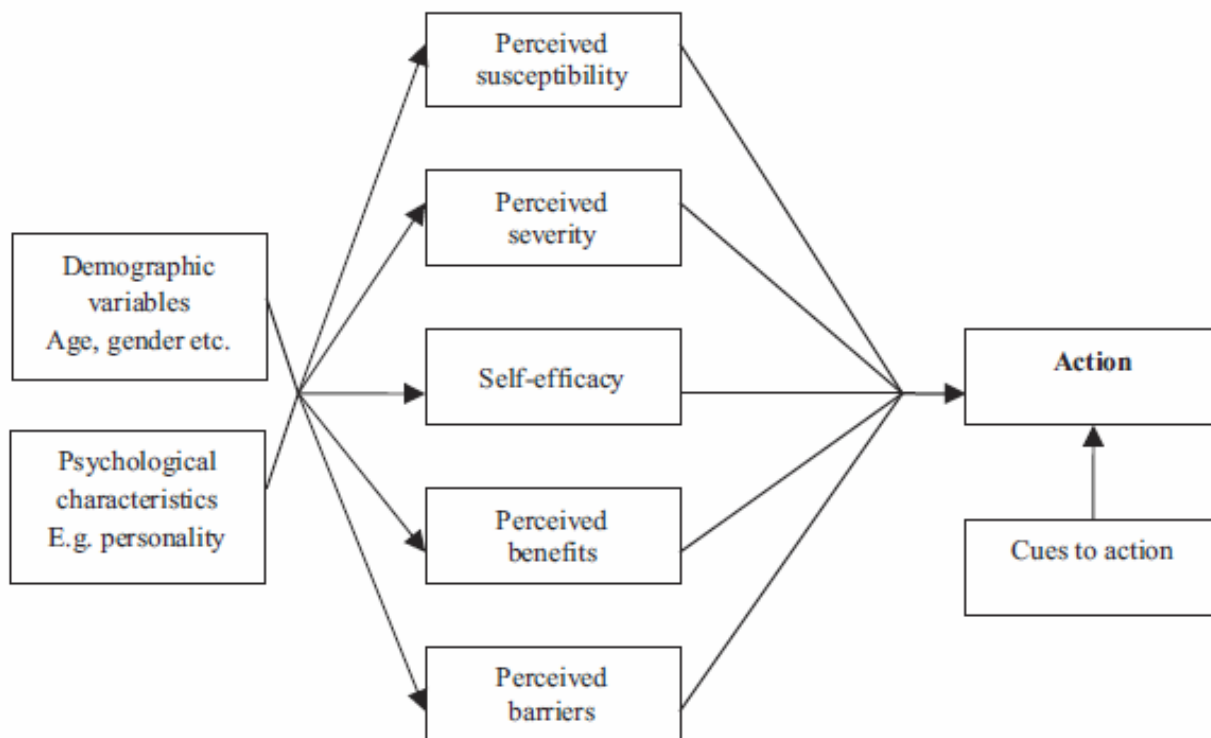 Perceived
susceptibility
Perceived
severity
Demographic
variables
Age, gender etc.
Self-efficacy
Action
Psychological
characteristics
E.g. personality
Perceived
benefits
Cues to action
Perceived
barriers